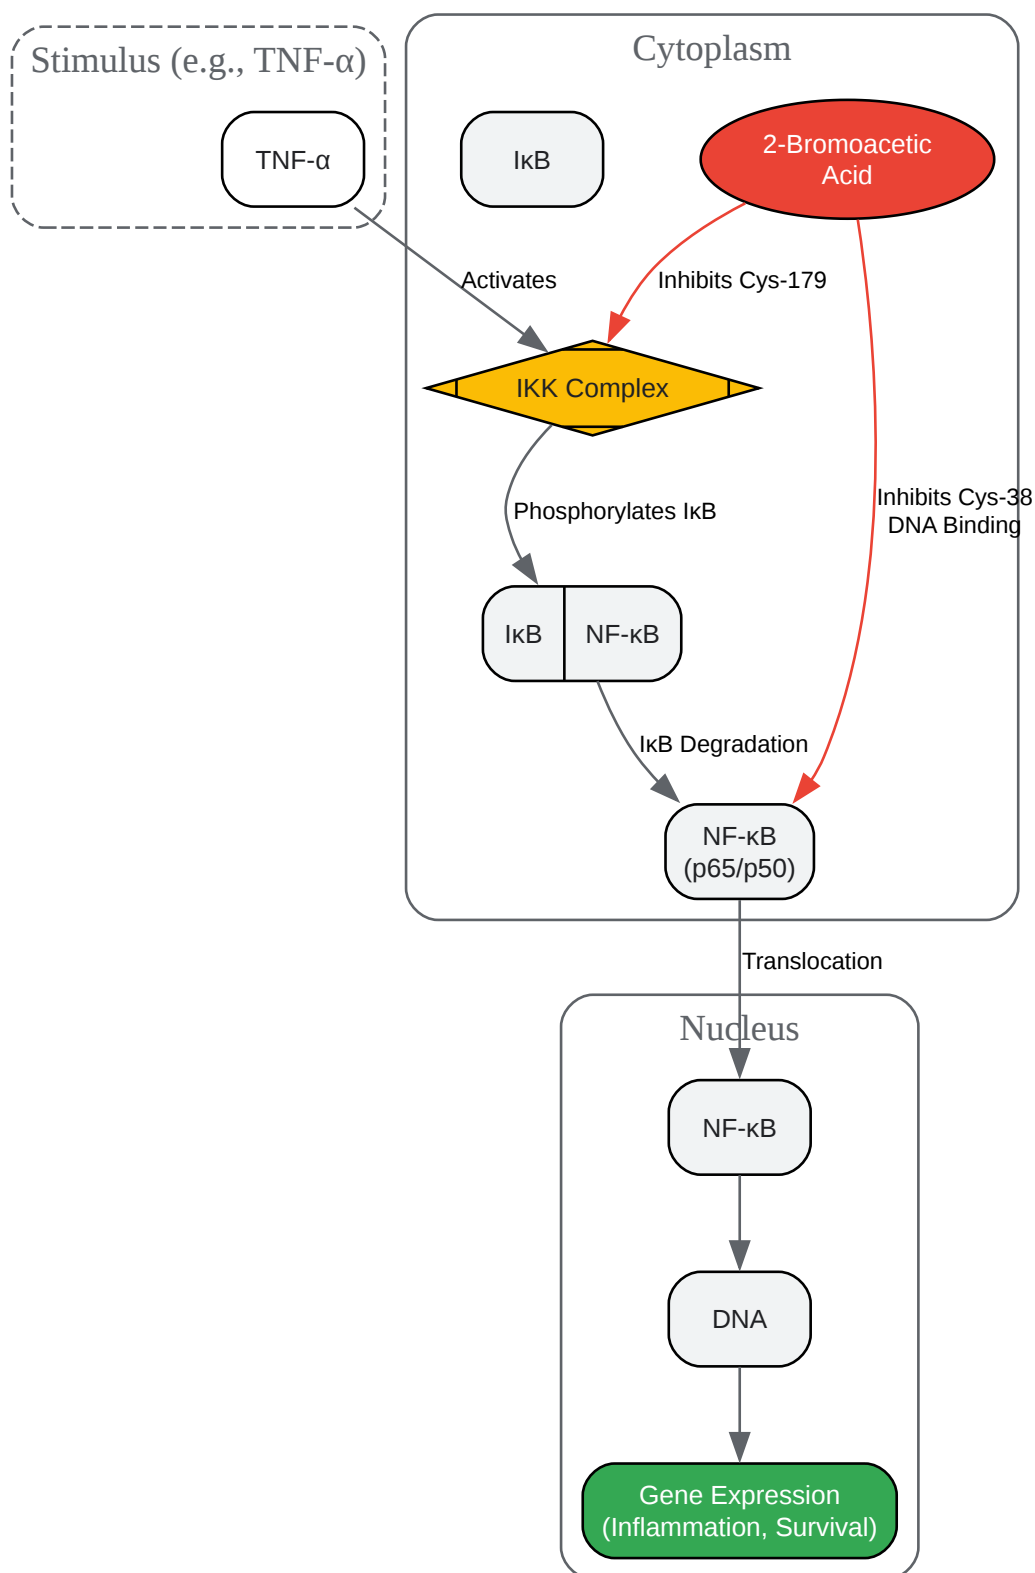 Stimulus (e.g., TNF-α)
Cytoplasm
TNF-α
IκB
2-Bromoacetic
Acid
Activates
Inhibits Cys-179
IKK Complex
Inhibits Cys-38
DNA Binding
Phosphorylates IκB
IκB
NF-κB
IκB Degradation
NF-κB
(p65/p50)
Translocation
Nucleus
NF-κB
DNA
Gene Expression
(Inflammation, Survival)